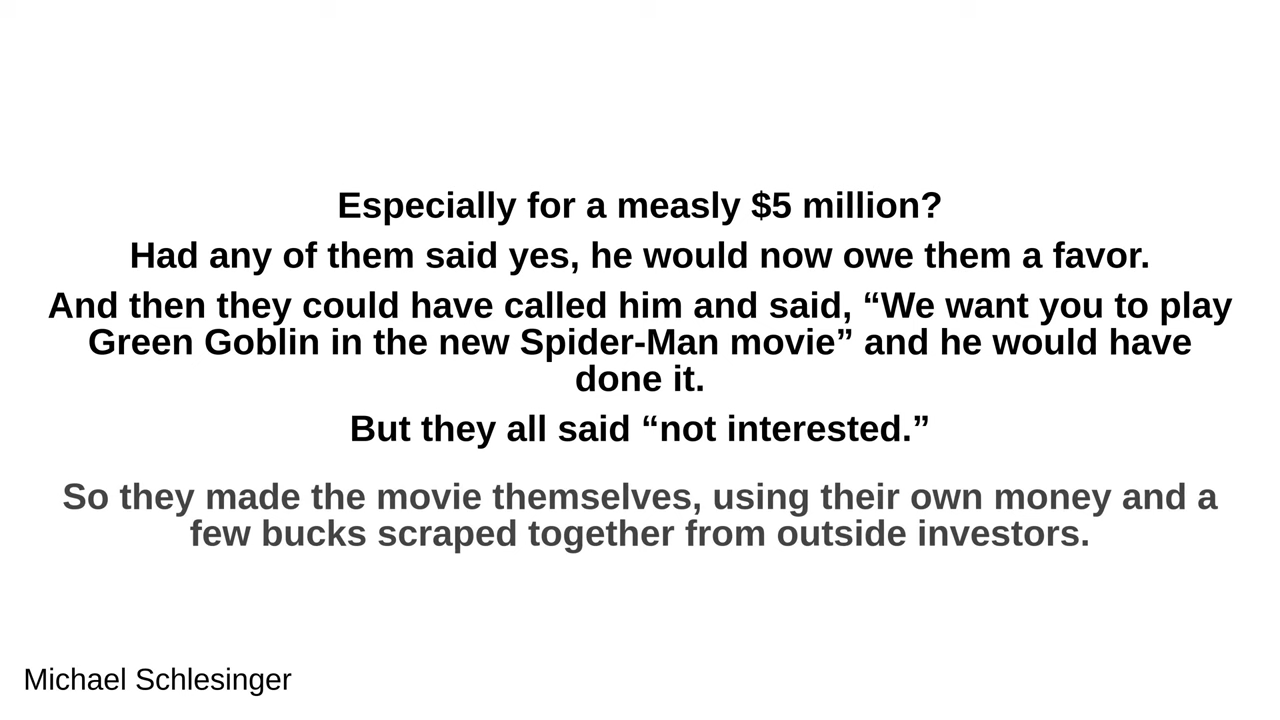 Especially for a measly $5 million?
Had any of them said yes, he would now owe them a favor.
And then they could have called him and said, “We want you to play
Green Goblin in the new Spider-Man movie” and he would have
done it.
But they all said “not interested.”
So they made the movie themselves, using their own money and a
few bucks scraped together from outside investors.
Michael Schlesinger